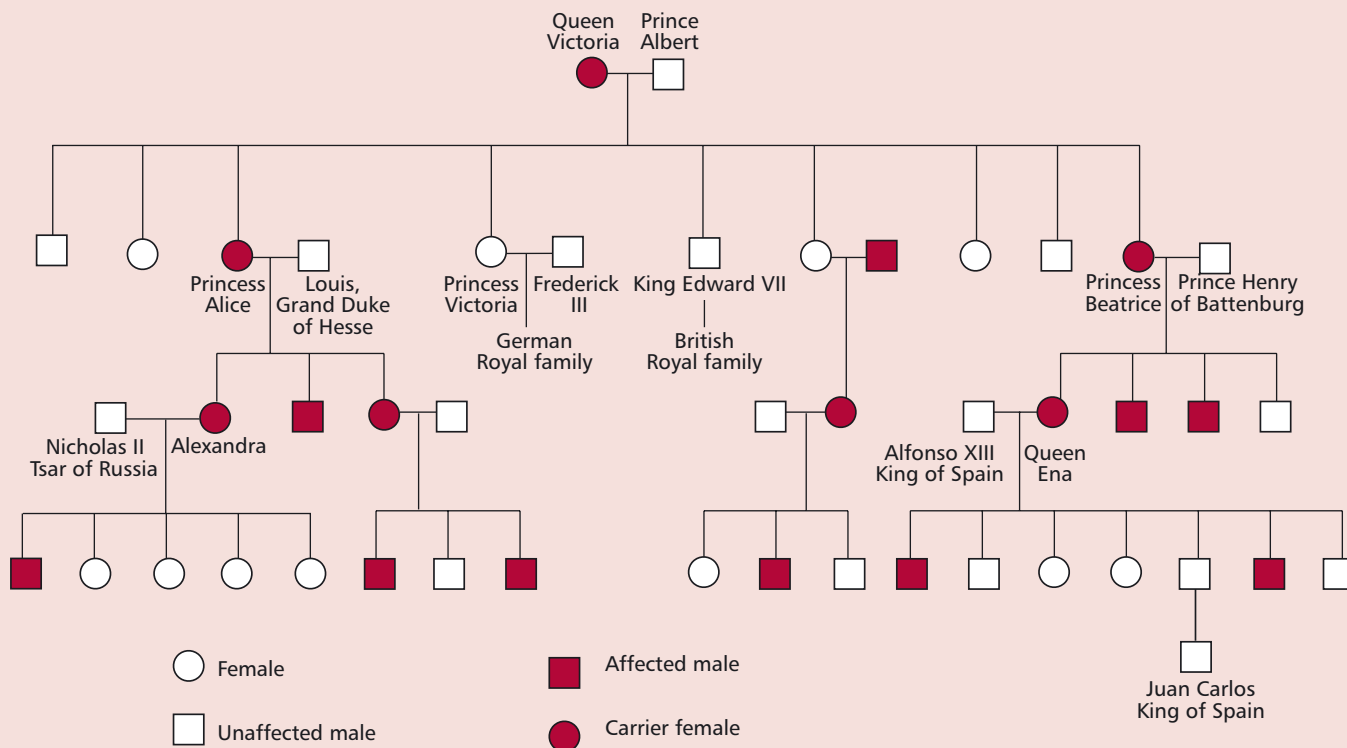 Queen
Victoria
Prince
Albert
Princess
Alice
Louis,
Grand Duke
of Hesse
Princess
Victoria
Frederick
III
German
Royal family
King Edward VII
British
Royal family
Princess
Beatrice
Prince Henry
of Battenburg
Nicholas II
Tsar of Russia
Alexandra
Alfonso XIII
King of Spain
Queen
Ena
Juan Carlos
King of Spain
Female
Unaffected male
Affected male
Carrier female